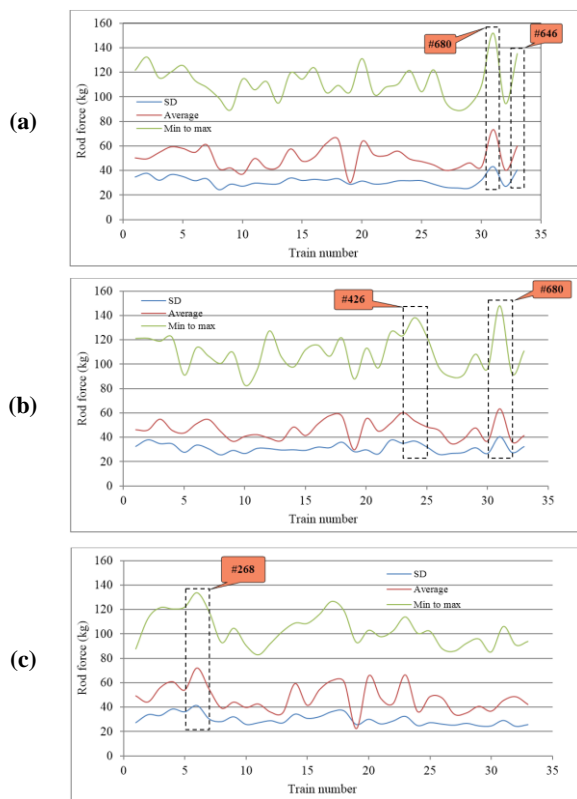 (a)
Rod force (kg)
160
140
120
100
80
60
40
20
0
#680
#646
SD
Average
Min to max
0 5 10 15 20 25 30 35
Train number
(b)
Rod force (kg)
160
140
120
100
80
60
40
20
0
SD
Average
Min to max
#426
#680
0 5 10 15 20 25 30 35
Train number
(c)
Rod force (kg)
160
140
120
100
80
60
40
20
0
#268
SD
Average
Min to max
0 5 10 15 20 25 30 35
Train number